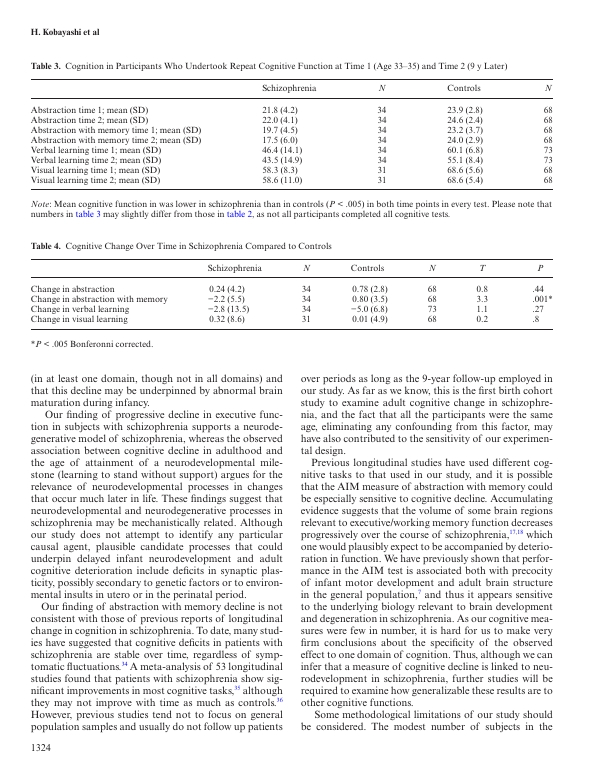 H. Kobayashi et al
Table 3. Cognition in Participants Who Undertook Repeat Cognitive Function at Time 1 (Age 33–35) and Time 2 (9 y Later)
Schizophrenia N Controls N
Abstraction time 1; mean (SD) 21.8 (4.2) 34 23.9 (2.8) 68
Abstraction time 2; mean (SD) 22.0 (4.1) 34 24.6 (2.4) 68
Abstraction with memory time 1; mean (SD) 19.7 (4.5) 34 23.2 (3.7) 68
Abstraction with memory time 2; mean (SD) 17.5 (6.0) 34 24.0 (2.9) 68
Verbal learning time 1; mean (SD) 46.4 (14.1) 34 60.1 (6.8) 73
Verbal learning time 2; mean (SD) 43.5 (14.9) 34 55.1 (8.4) 73
Visual learning time 1; mean (SD) 58.3 (8.3) 31 68.6 (5.6) 68
Visual learning time 2; mean (SD) 58.6 (11.0) 31 68.6 (5.4) 68
Note: Mean cognitive function in was lower in schizophrenia than in controls (P < .005) in both time points in every test. Please note that
numbers in table 3 may slightly differ from those in table 2, as not all participants completed all cognitive tests.
Table 4. Cognitive Change Over Time in Schizophrenia Compared to Controls
Schizophrenia N Controls N T P
Change in abstraction 0.24 (4.2) 34 0.78 (2.8) 68 0.8 .44
Change in abstraction with memory −2.2 (5.5) 34 0.80 (3.5) 68 3.3 .001*
Change in verbal learning −2.8 (13.5) 34 −5.0 (6.8) 73 1.1 .27
Change in visual learning 0.32 (8.6) 31 0.01 (4.9) 68 0.2 .8
*P < .005 Bonferroni corrected.
(in at least one domain, though not in all domains) and
that this decline may be underpinned by abnormal brain
maturation during infancy.
Our finding of progressive decline in executive func-
tion in subjects with schizophrenia supports a neurode-
generative model of schizophrenia, whereas the observed
association between cognitive decline in adulthood and
the age of attainment of a neurodevelopmental mile-
stone (learning to stand without support) argues for the
relevance of neurodevelopmental processes in changes
that occur much later in life. These findings suggest that
neurodevelopmental and neurodegenerative processes in
schizophrenia may be mechanistically related. Although
our study does not attempt to identify any particular
causal agent, plausible candidate processes that could
underpin delayed infant neurodevelopment and adult
cognitive deterioration include deficits in synaptic plas-
ticity, possibly secondary to genetic factors or to environ-
mental insults in utero or in the perinatal period.
Our finding of abstraction with memory decline is not
consistent with those of previous reports of longitudinal
change in cognition in schizophrenia. To date, many stud-
ies have suggested that cognitive deficits in patients with
schizophrenia are stable over time, regardless of symp-
tomatic fluctuations.34 A meta-analysis of 53 longitudinal
studies found that patients with schizophrenia show sig-
nificant improvements in most cognitive tasks,35 although
they may not improve with time as much as controls.36
However, previous studies tend not to focus on general
population samples and usually do not follow up patients
over periods as long as the 9-year follow-up employed in
our study. As far as we know, this is the first birth cohort
study to examine adult cognitive change in schizophre-
nia, and the fact that all the participants were the same
age, eliminating any confounding from this factor, may
have also contributed to the sensitivity of our experimen-
tal design.
Previous longitudinal studies have used different cog-
nitive tasks to that used in our study, and it is possible
that the AIM measure of abstraction with memory could
be especially sensitive to cognitive decline. Accumulating
evidence suggests that the volume of some brain regions
relevant to executive/working memory function decreases
progressively over the course of schizophrenia,17,18 which
one would plausibly expect to be accompanied by deterio-
ration in function. We have previously shown that perfor-
mance in the AIM test is associated both with precocity
of infant motor development and adult brain structure
in the general population,7 and thus it appears sensitive
to the underlying biology relevant to brain development
and degeneration in schizophrenia. As our cognitive mea-
sures were few in number, it is hard for us to make very
firm conclusions about the specificity of the observed
effect to one domain of cognition. Thus, although we can
infer that a measure of cognitive decline is linked to neu-
rodevelopment in schizophrenia, further studies will be
required to examine how generalizable these results are to
other cognitive functions.
Some methodological limitations of our study should
be considered. The modest number of subjects in the
1324